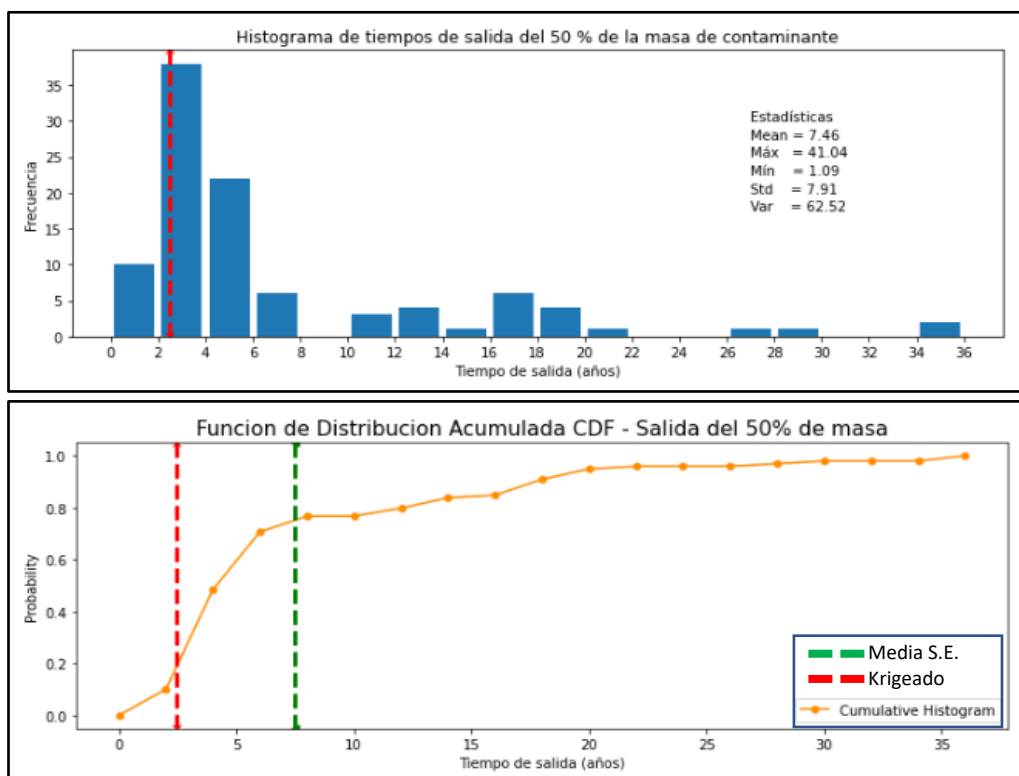 Histograma de tiempos de salida del 50 % de la masa de contaminante
Frecuencia
35
30
25
20
15
10
5
0
Estadísticas
Mean = 7.46
Máx = 41.04
Mín = 1.09
Std = 7.91
Var = 62.52
0 2 4 6 8 10 12 14 16 18 20 22 24 26 28 30 32 34 36
Tiempo de salida (años)
Funcion de Distribucion Acumulada CDF - Salida del 50% de masa
Probability
1.0
0.8
0.6
0.4
0.2
0.0
Media S.E.
Krigeado
Cumulative Histogram
0 5 10 15 20 25 30 35
Tiempo de salida (años)